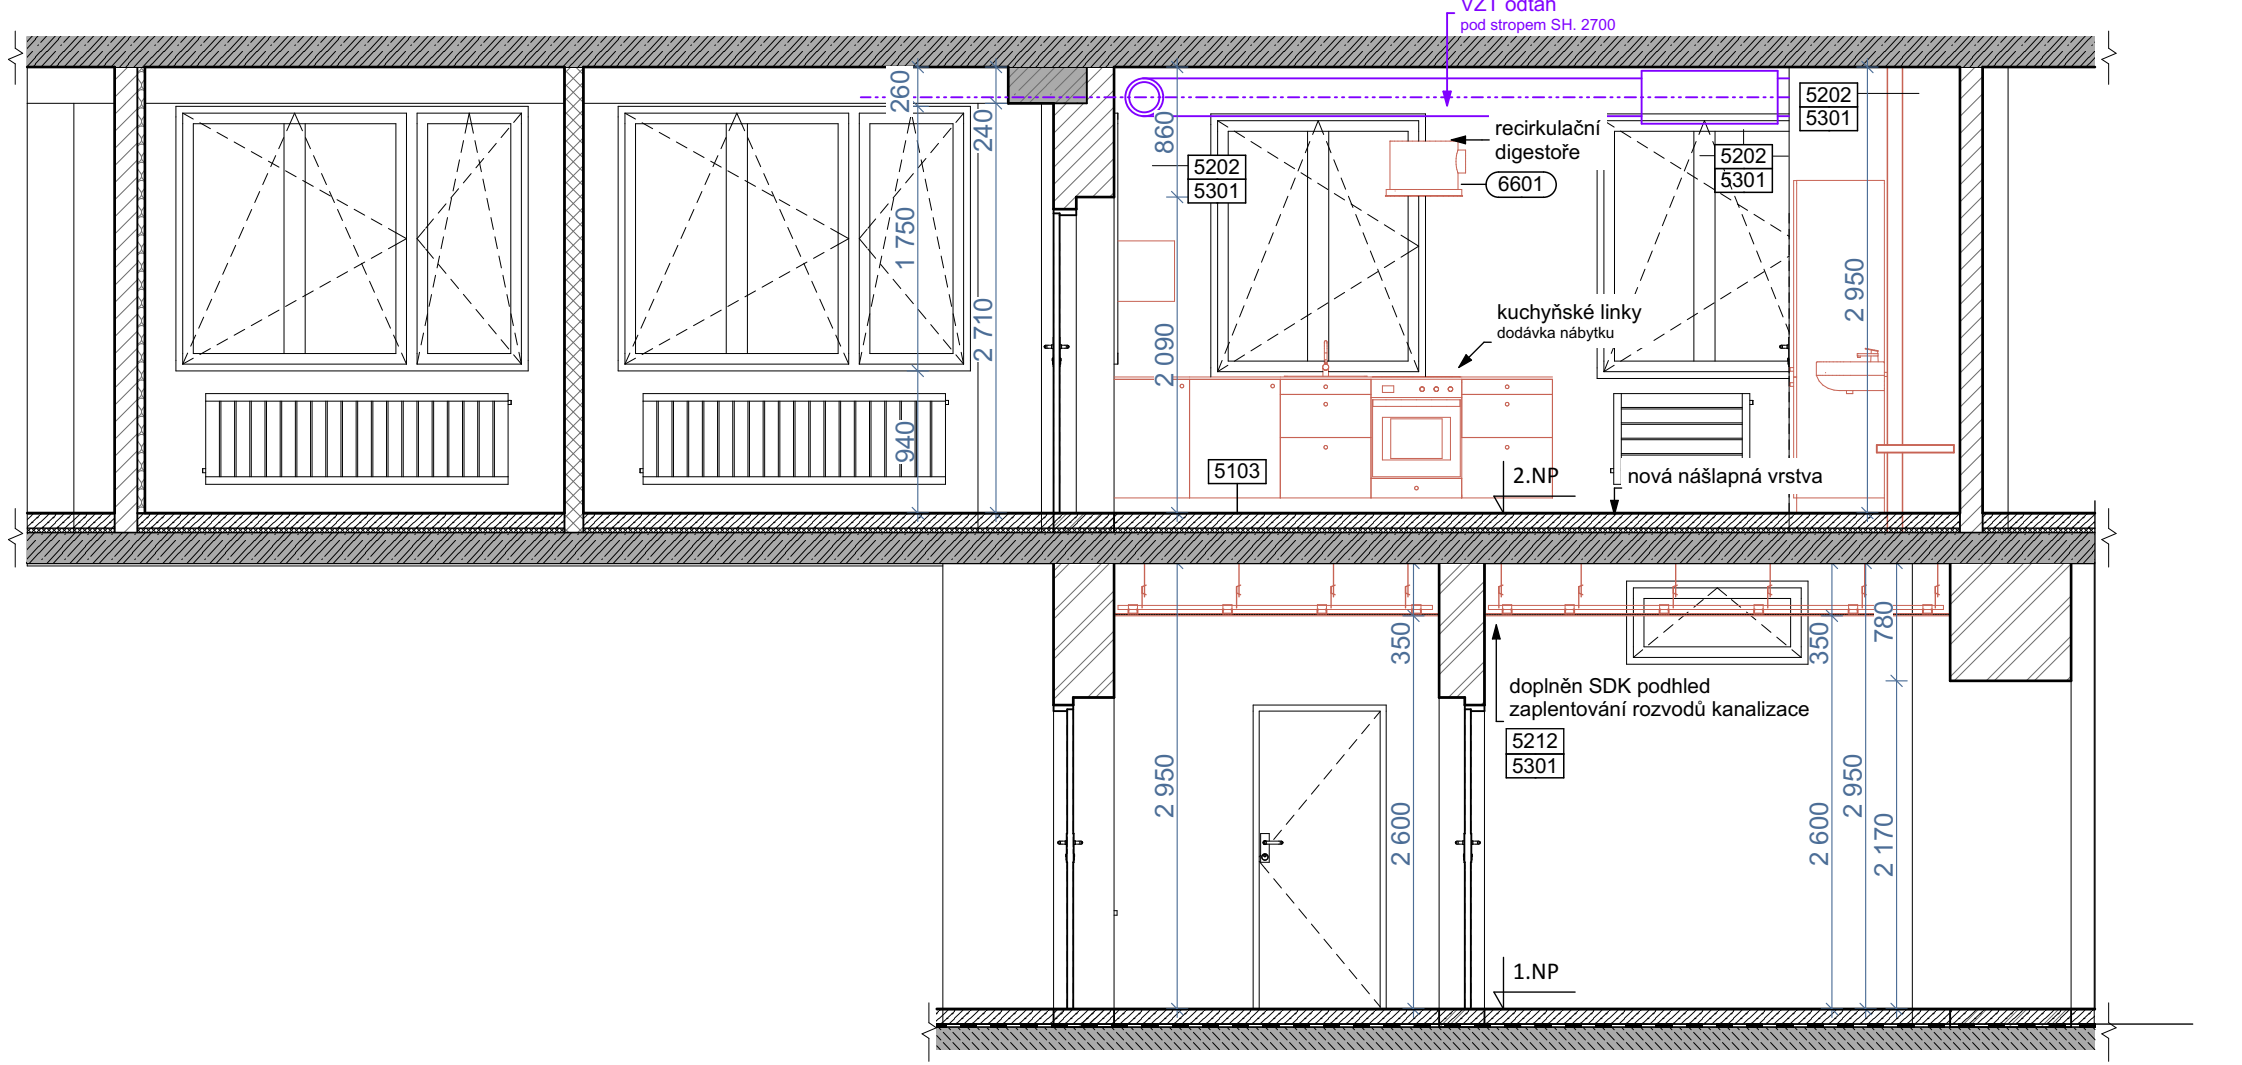 VZT odtah
pod stropem SH. 2700
260
240
860
5202
5301
recirkulační
digestoře
6601
5202
5301
5202
5301
1 750
2 710
2 090
2 950
kuchyňské linky
dodávka nábytku
940
5103
2.NP
nová nášlapná vrstva
350
350
780
doplněn SDK podhled
zaplentování rozvodů kanalizace
5212
5301
2 950
2 600
2 600
2 950
2 170
1.NP